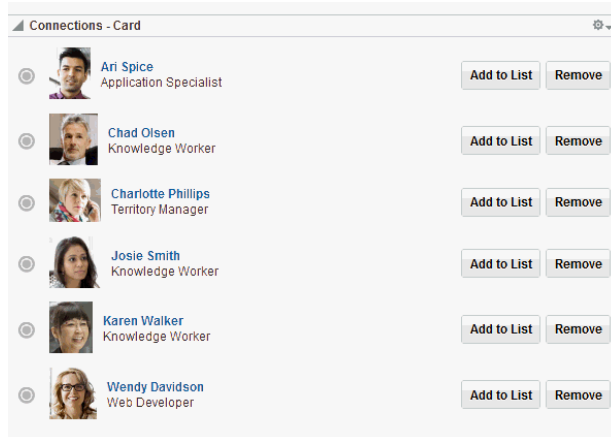 Connections - Card
Ari Spice
Application Specialist
Add to List Remove
Chad Olsen
Knowledge Worker
Add to List Remove
Charlotte Phillips
Territory Manager
Add to List Remove
Josie Smith
Knowledge Worker
Add to List Remove
Karen Walker
Knowledge Worker
Add to List Remove
Wendy Davidson
Web Developer
Add to List Remove